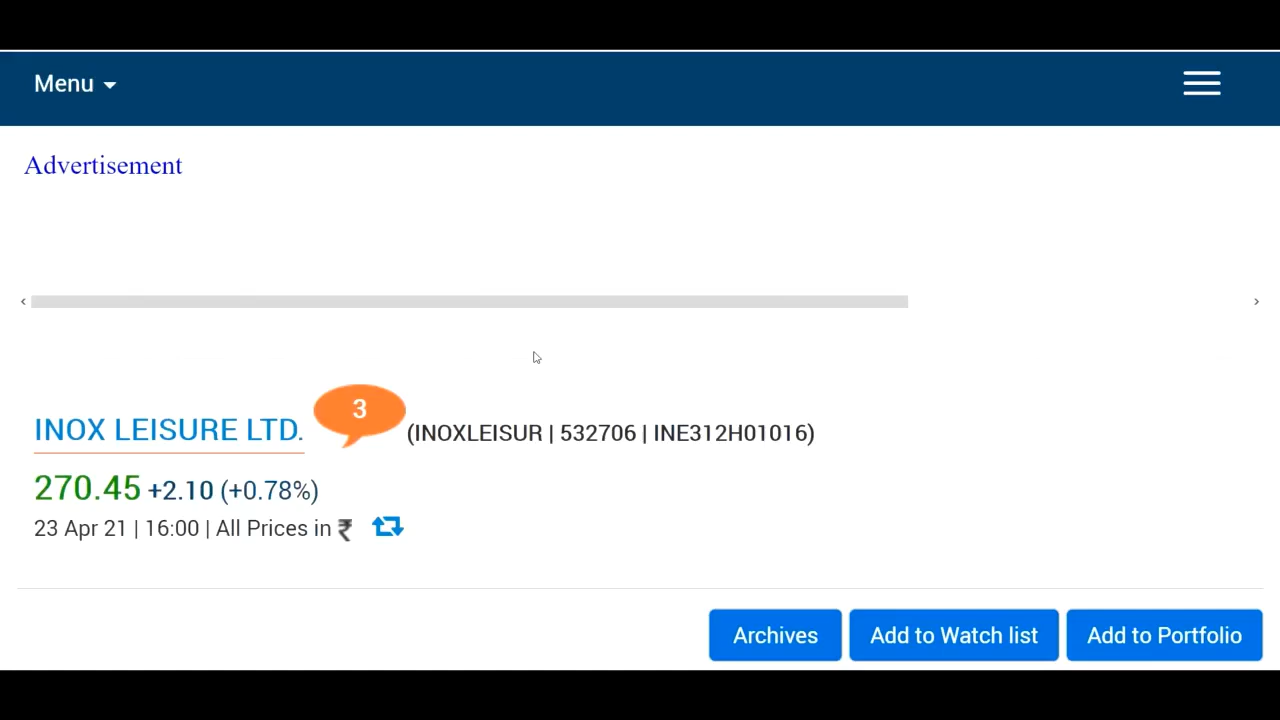 Menu
Advertisement
3
INOX LEISURE LTD. (INOXLEISUR | 532706 | INE312H01016)
270.45 +2.10 (+0.78%)
23 Apr 21 | 16:00 | All Prices in ₹
Archives Add to Watch list Add to Portfolio